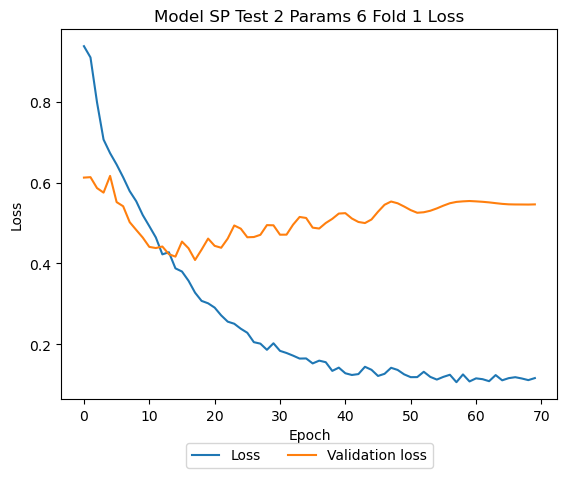 Model SP Test 2 Params 6 Fold 1 Loss
Loss
0.8
0.6
0.4
0.2
0 10 20 30 40 50 60 70
Epoch
Loss Validation loss